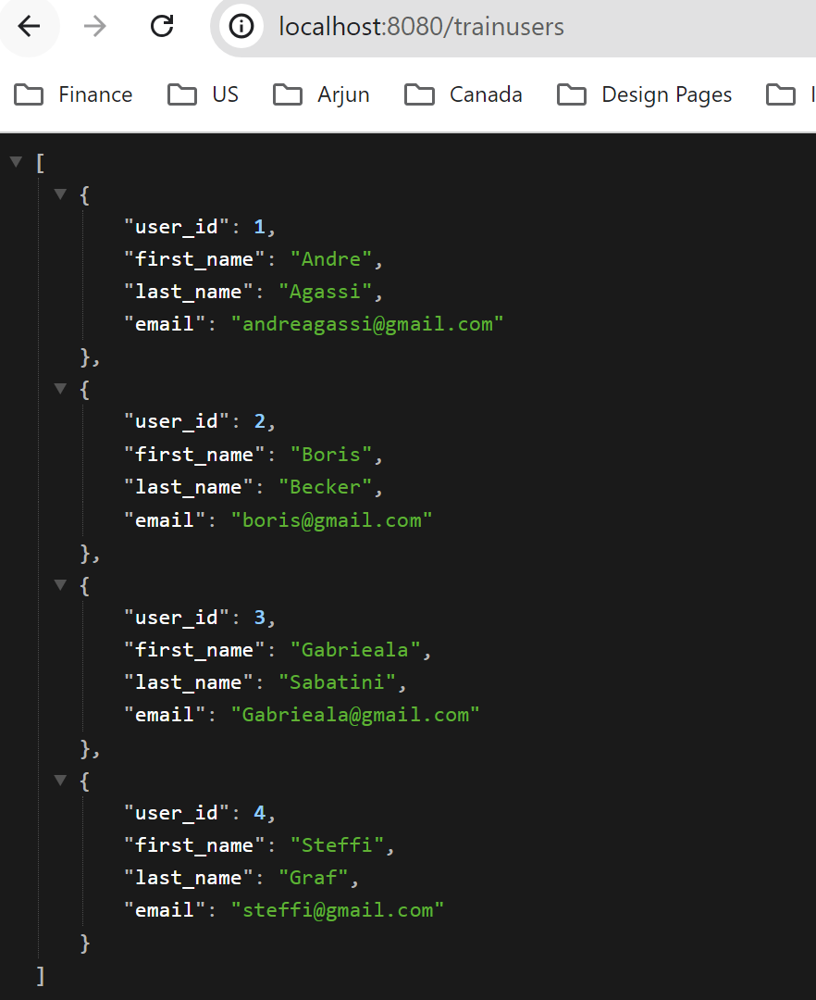 localhost:8080/trainusers
Finance US Arjun Canada Design Pages
[
{
"user_id": 1,
"first_name": "Andre",
"last_name": "Agassi",
"email": "andreagassi@gmail.com"
},
{
"user_id": 2,
"first_name": "Boris",
"last_name": "Becker",
"email": "boris@gmail.com"
},
{
"user_id": 3,
"first_name": "Gabrieala",
"last_name": "Sabatini",
"email": "Gabrieala@gmail.com"
},
{
"user_id": 4,
"first_name": "Steffi",
"last_name": "Graf",
"email": "steffi@gmail.com"
}
]